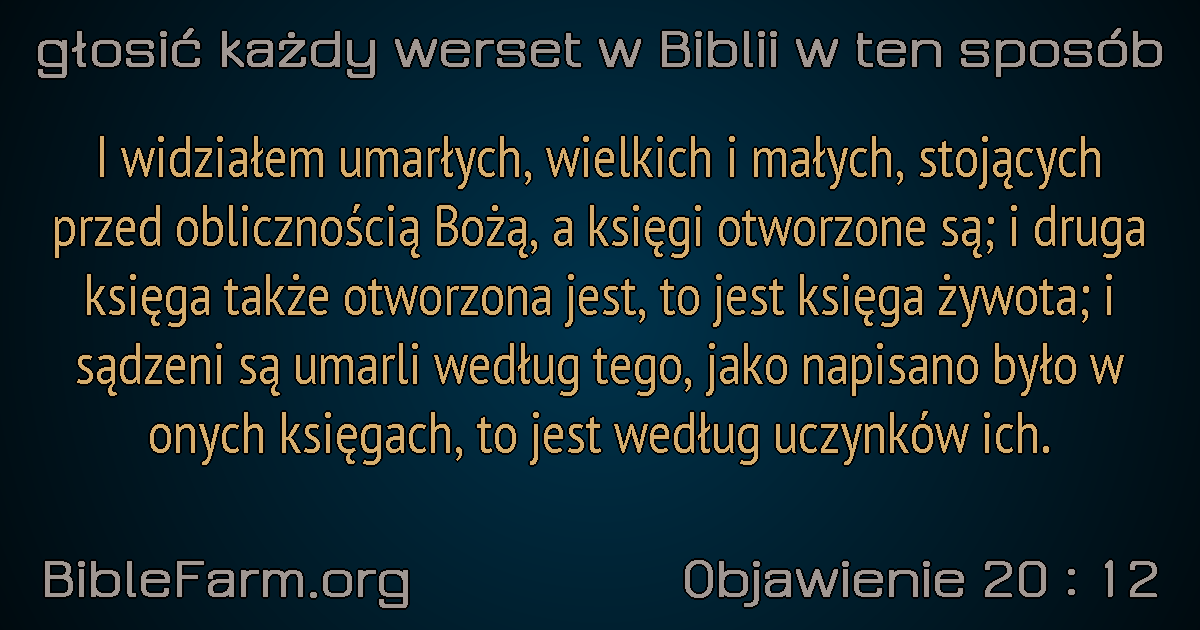 głosić każdy werset w Biblii w ten sposób
I widziałem umarłych, wielkich i małych, stojących
przed oblicznością Bożą, a księgi otworzone są; i druga
księga także otworzona jest, to jest księga żywota; i
sądzeni są umarli według tego, jako napisano było w
onych księgach, to jest według uczynków ich.
BibleFarm.org
Objawienie 20 : 12